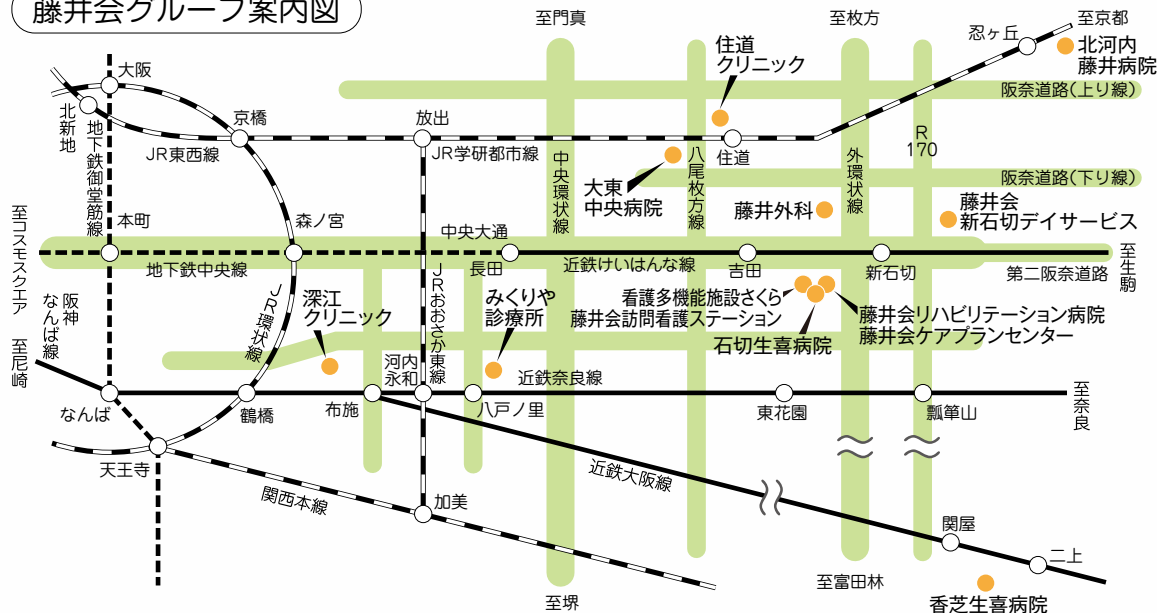 藤井会グループ案内図
至門真
至枚方
至京都
忍ヶ丘
北河内
藤井病院
住道
クリニック
大阪
阪奈道路(上り線)
北新地
地下鉄御堂筋線
京橋
放出
JR東西線
JR学研都市線
住道
R
170
中央環状線
八尾枚方線
外環状線
大東
中央病院
阪奈道路(下り線)
藤井外科
藤井会
新石切デイサービス
至コスモスクエア
本町
森ノ宮
中央大通
地下鉄中央線
長田
近鉄けいはんな線
吉田
新石切
第二阪奈道路
至生駒
阪神
なんば線
JR環状線
深江
クリニック
JRおおさか東線
みくりや
診療所
看護多機能施設さくら
藤井会訪問看護ステーション
石切生喜病院
藤井会リハビリテーション病院
藤井会ケアプランセンター
至尼崎
河内
永和
近鉄奈良線
至奈良
なんば
鶴橋
布施
八戸ノ里
東花園
瓢箪山
天王寺
関西本線
加美
近鉄大阪線
関屋
二上
至富田林
至堺
香芝生喜病院